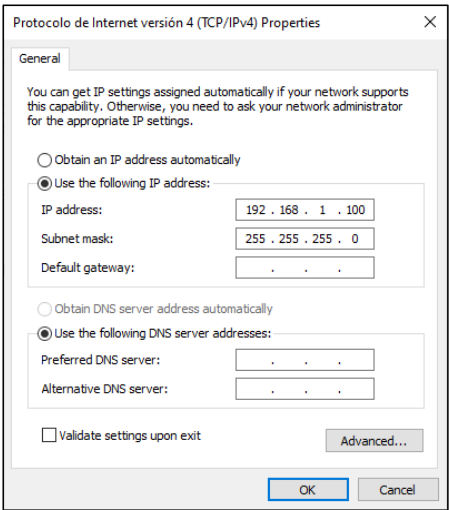 Protocolo de Internet versión 4 (TCP/IPv4) Properties
General
You can get IP settings assigned automatically if your network supports
this capability. Otherwise, you need to ask your network administrator
for the appropriate IP settings.
Obtain an IP address automatically
Use the following IP address:
IP address: 192 . 168 . 1 . 100
Subnet mask: 255 . 255 . 255 . 0
Default gateway: . . .
Obtain DNS server address automatically
Use the following DNS server addresses:
Preferred DNS server: . . .
Alternative DNS server: . . .
Validate settings upon exit
Advanced...
OK Cancel